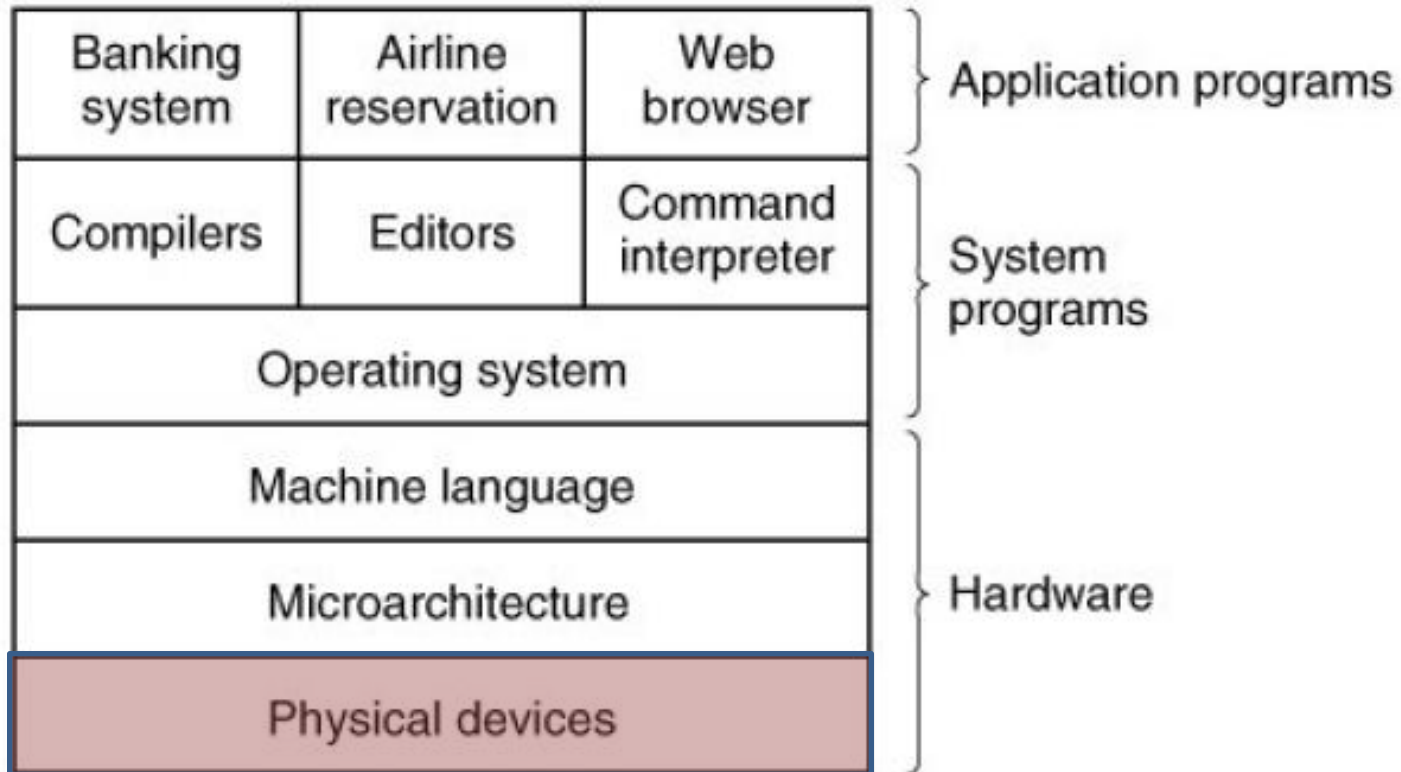 Banking
system
Airline
reservation
Web
browser
Application programs
Compilers
Editors
Command
interpreter
System
programs
Operating system
Machine language
Microarchitecture
Hardware
Physical devices